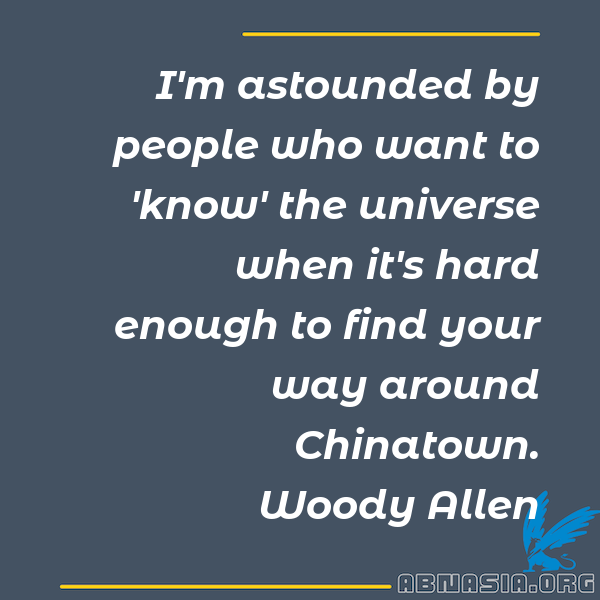 I'm astounded by
people who want to
'know' the universe
when it's hard
enough to find your
way around
Chinatown.
Woody Allen
ABNASIA.ORG